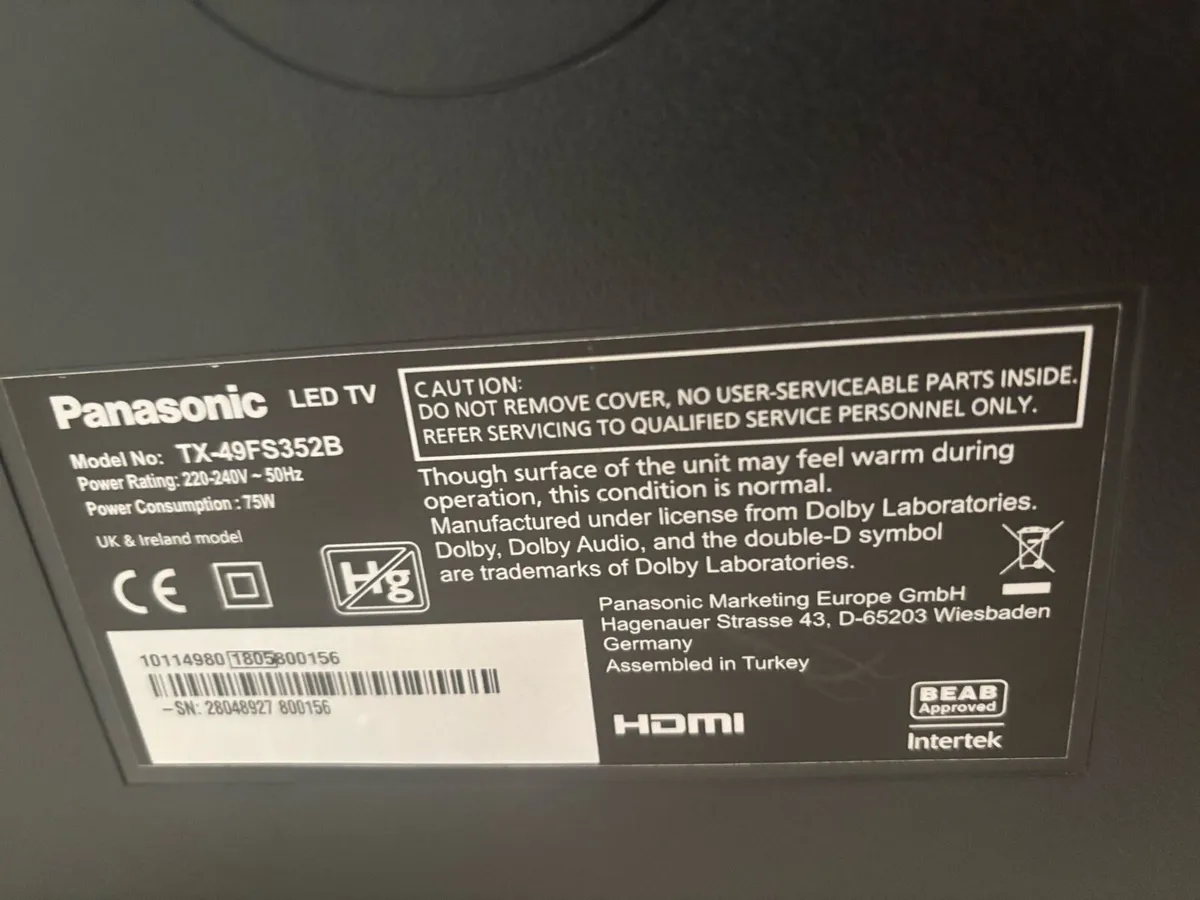 Panasonic LED TV
Model No: TX-49FS352B
Power Rating: 220-240V ~ 50Hz
Power Consumption : 75W
UK & Ireland model
CE
Hg
10114980 1805800156
-SN: 28048927 800156
CAUTION:
DO NOT REMOVE COVER, NO USER-SERVICEABLE PARTS INSIDE.
REFER SERVICING TO QUALIFIED SERVICE PERSONNEL ONLY.
Though surface of the unit may feel warm during
operation, this condition is normal.
Manufactured under license from Dolby Laboratories.
Dolby, Dolby Audio, and the double-D symbol
are trademarks of Dolby Laboratories.
Panasonic Marketing Europe GmbH
Hagenauer Strasse 43, D-65203 Wiesbaden
Germany
Assembled in Turkey
HDMI
BEAB
Approved
Intertek